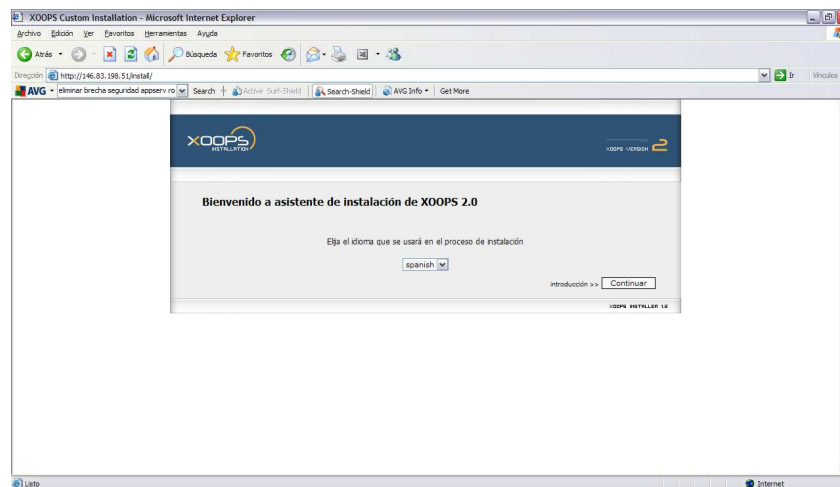 XOOPS Custom Installation - Microsoft Internet Explorer
Archivo Edición Ver Favoritos Herramientas Ayuda
Atrás Búsqueda Favoritos
Dirección http://146.83.198.51/install/ Ir Vínculos
AVG eliminar brecha seguridad appserv ro Search Active Surf-Shield Search-Shield AVG Info Get More
XOOPS
INSTALLATION
XOOPS VERSION 2
Bienvenido a asistente de instalación de XOOPS 2.0
Elija el idioma que se usará en el proceso de instalación
spanish
introducción >> Continuar
XOOPS INSTALLER 1.0
Listo Internet